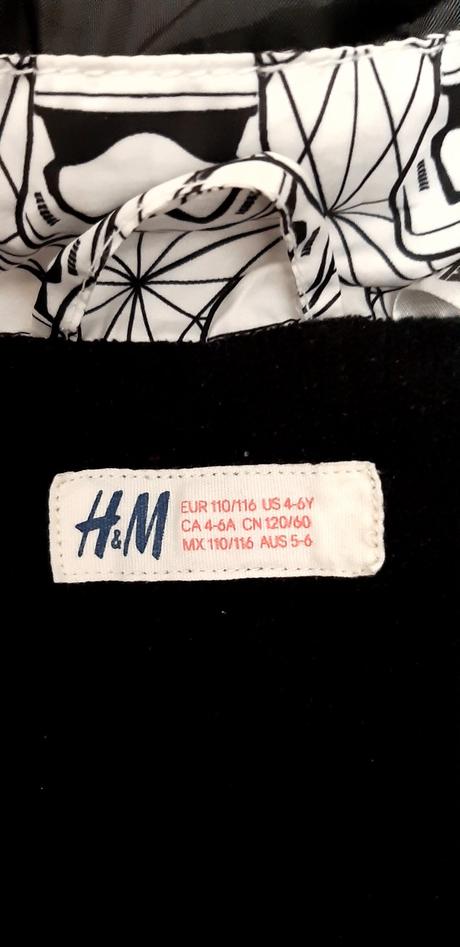 H&M
EUR 110/116 US 4-6Y
CA 4-6A CN 120/60
MX 110/116 AUS 5-6